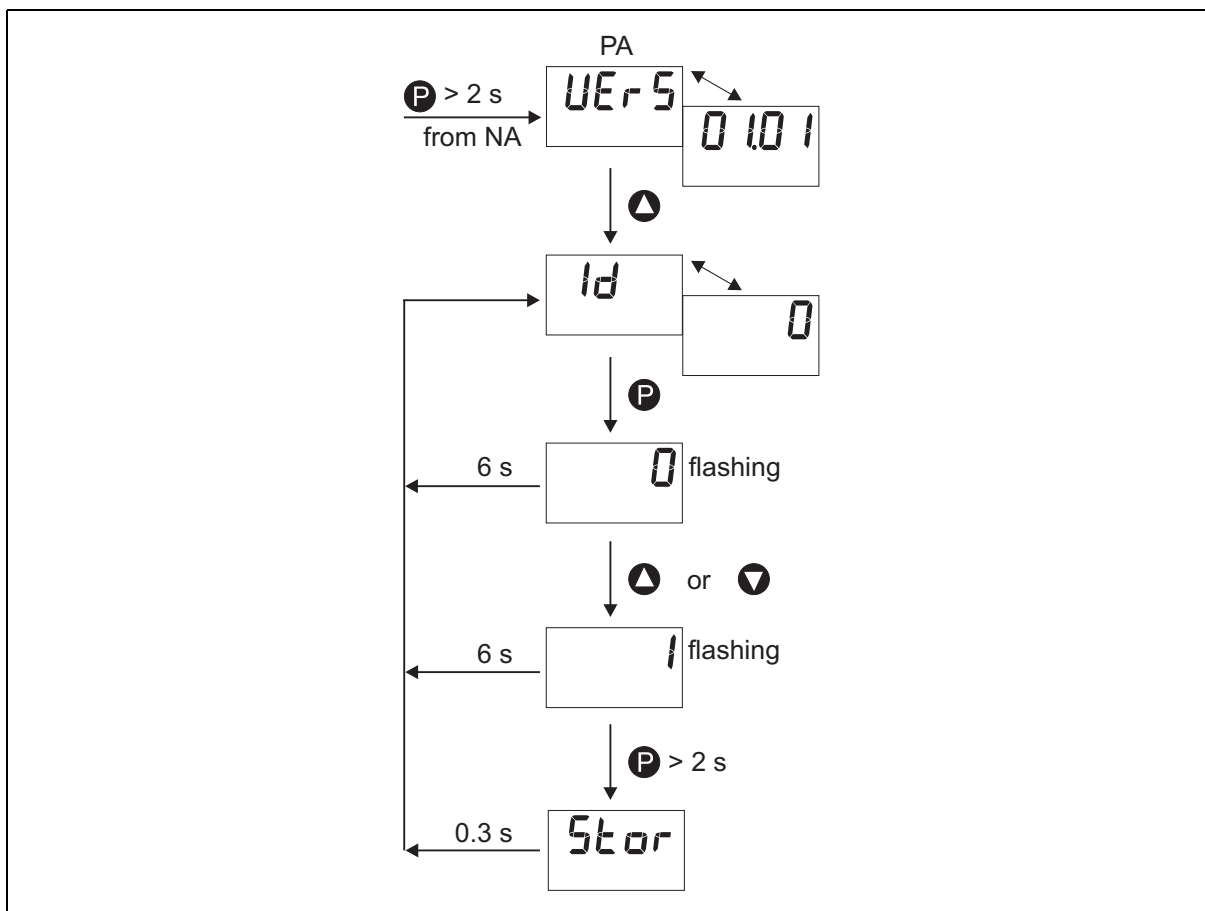 PA
P > 2 s
from NA
VErS
01.01
Id
0
P
0 flashing
6 s
or
1 flashing
6 s
P > 2 s
Stor
0.3 s